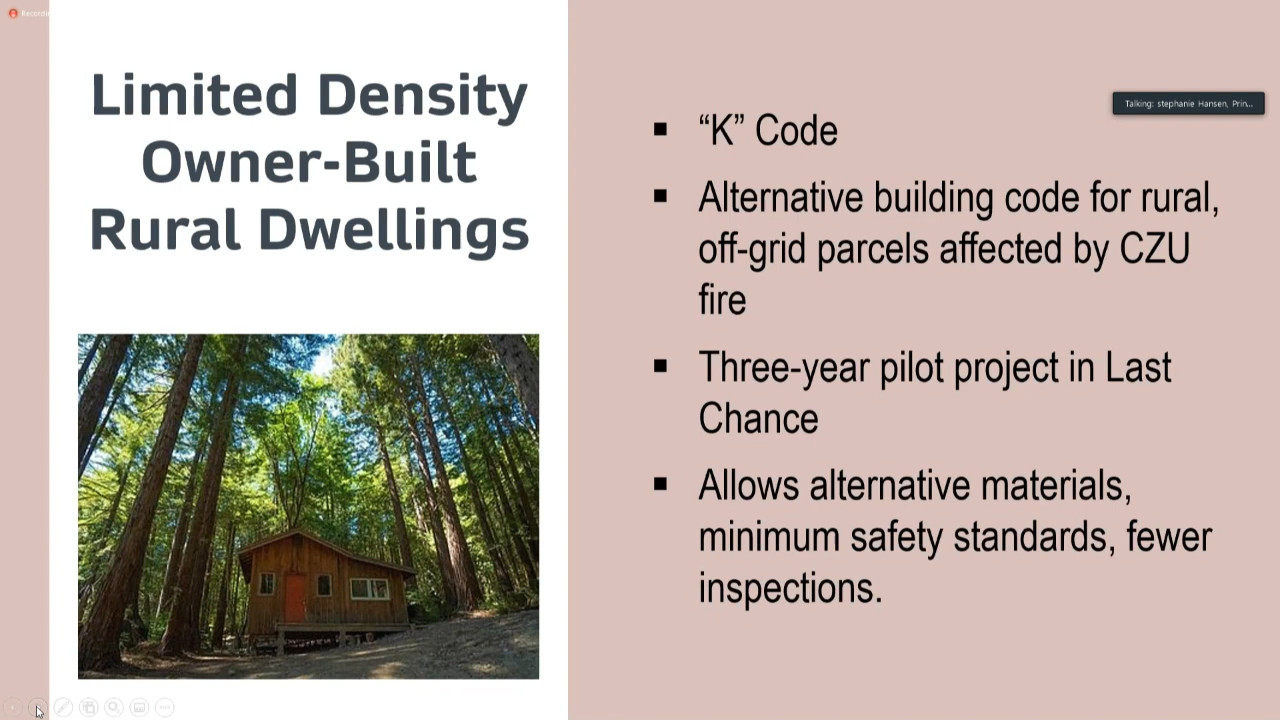 Limited Density
Owner-Built
Rural Dwellings
Talking: stephanie Hansen, Prin...
▪ “K” Code
▪ Alternative building code for rural,
off-grid parcels affected by CZU
fire
▪ Three-year pilot project in Last
Chance
▪ Allows alternative materials,
minimum safety standards, fewer
inspections.